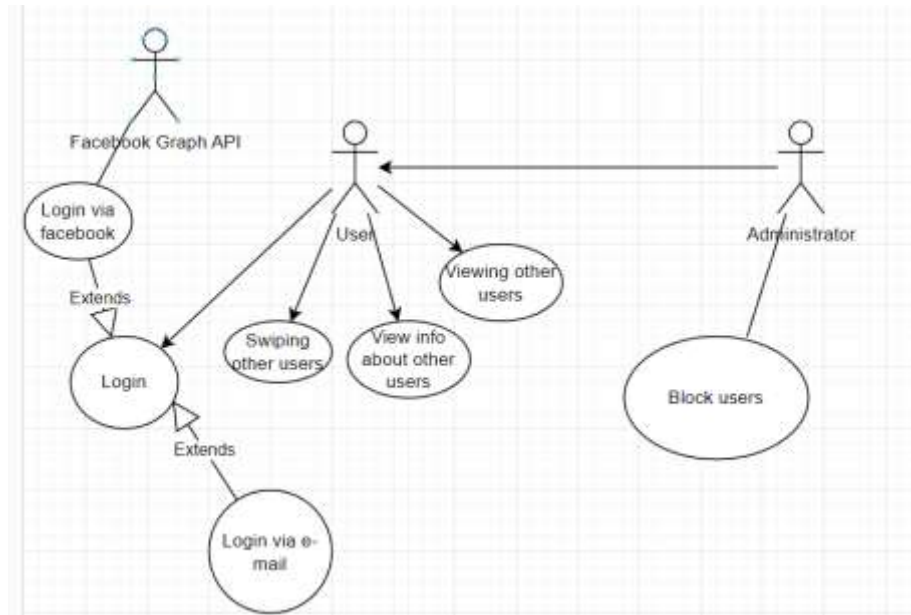 Facebook Graph API
Login via
facebook
User
Administrator
Viewing other
users
Extends
Swiping
other users
View info
about other
users
Login
Block users
Extends
Login via e-
mail